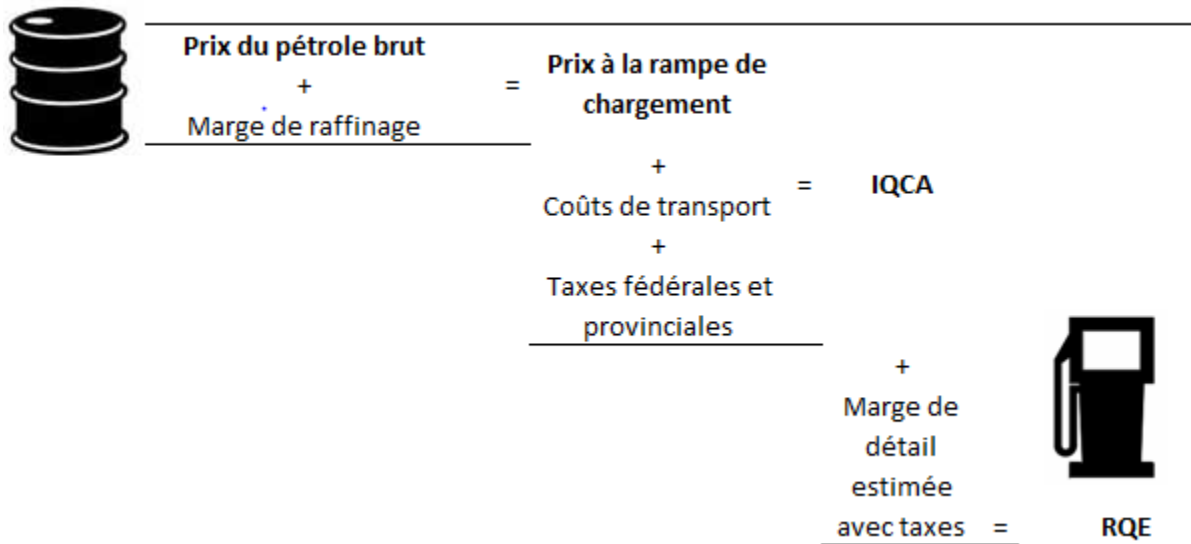 Prix du pétrole brut
+
Marge de raffinage
=
Prix à la rampe de
chargement
+
Coûts de transport
+
Taxes fédérales et
provinciales
=
IQCA
+
Marge de
détail
estimée
avec taxes
=
RQE